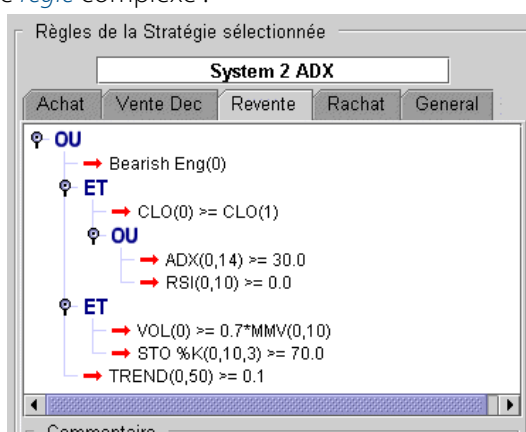 règle complexe :
Règles de la Stratégie sélectionnée
System 2 ADX
Achat Vente Dec Revente Rachat General
OU
Bearish Eng(0)
ET
CLO(0) >= CLO(1)
OU
ADX(0,14) >= 30.0
RSI(0,10) >= 0.0
ET
VOL(0) >= 0.7*MMV(0,10)
STO %K(0,10,3) >= 70.0
TREND(0,50) >= 0.1
Commentaire